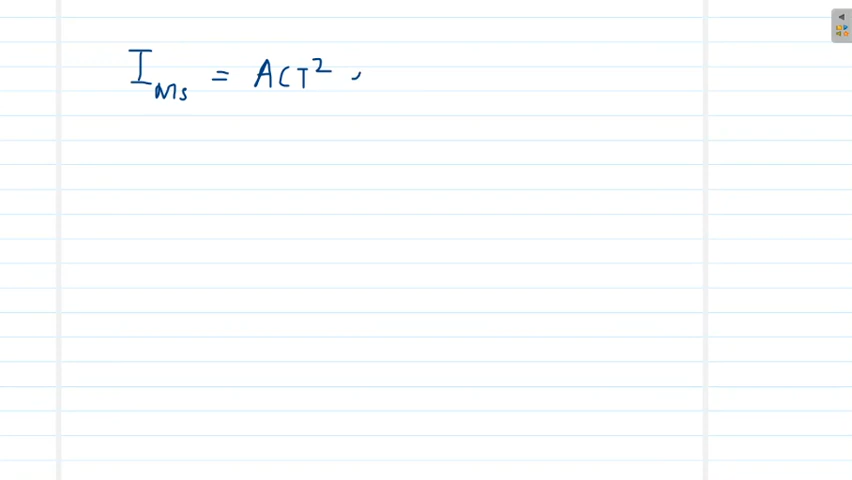 I_Ms = ACT²